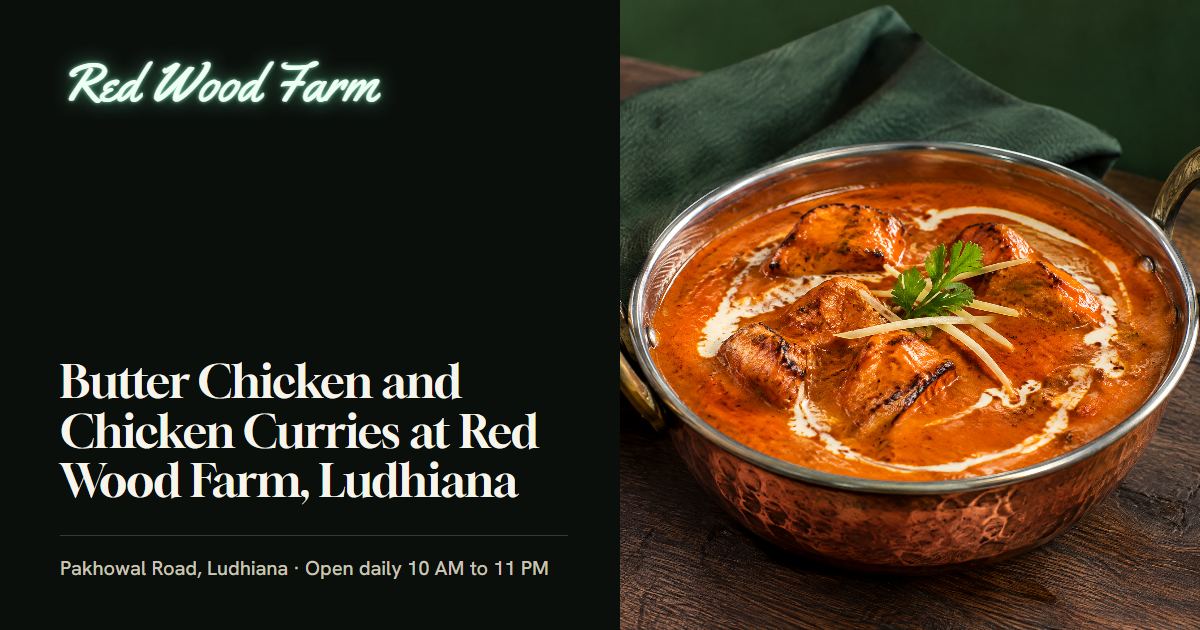 Red Wood Farm
Butter Chicken and
Chicken Curries at Red
Wood Farm, Ludhiana
Pakhowal Road, Ludhiana · Open daily 10 AM to 11 PM